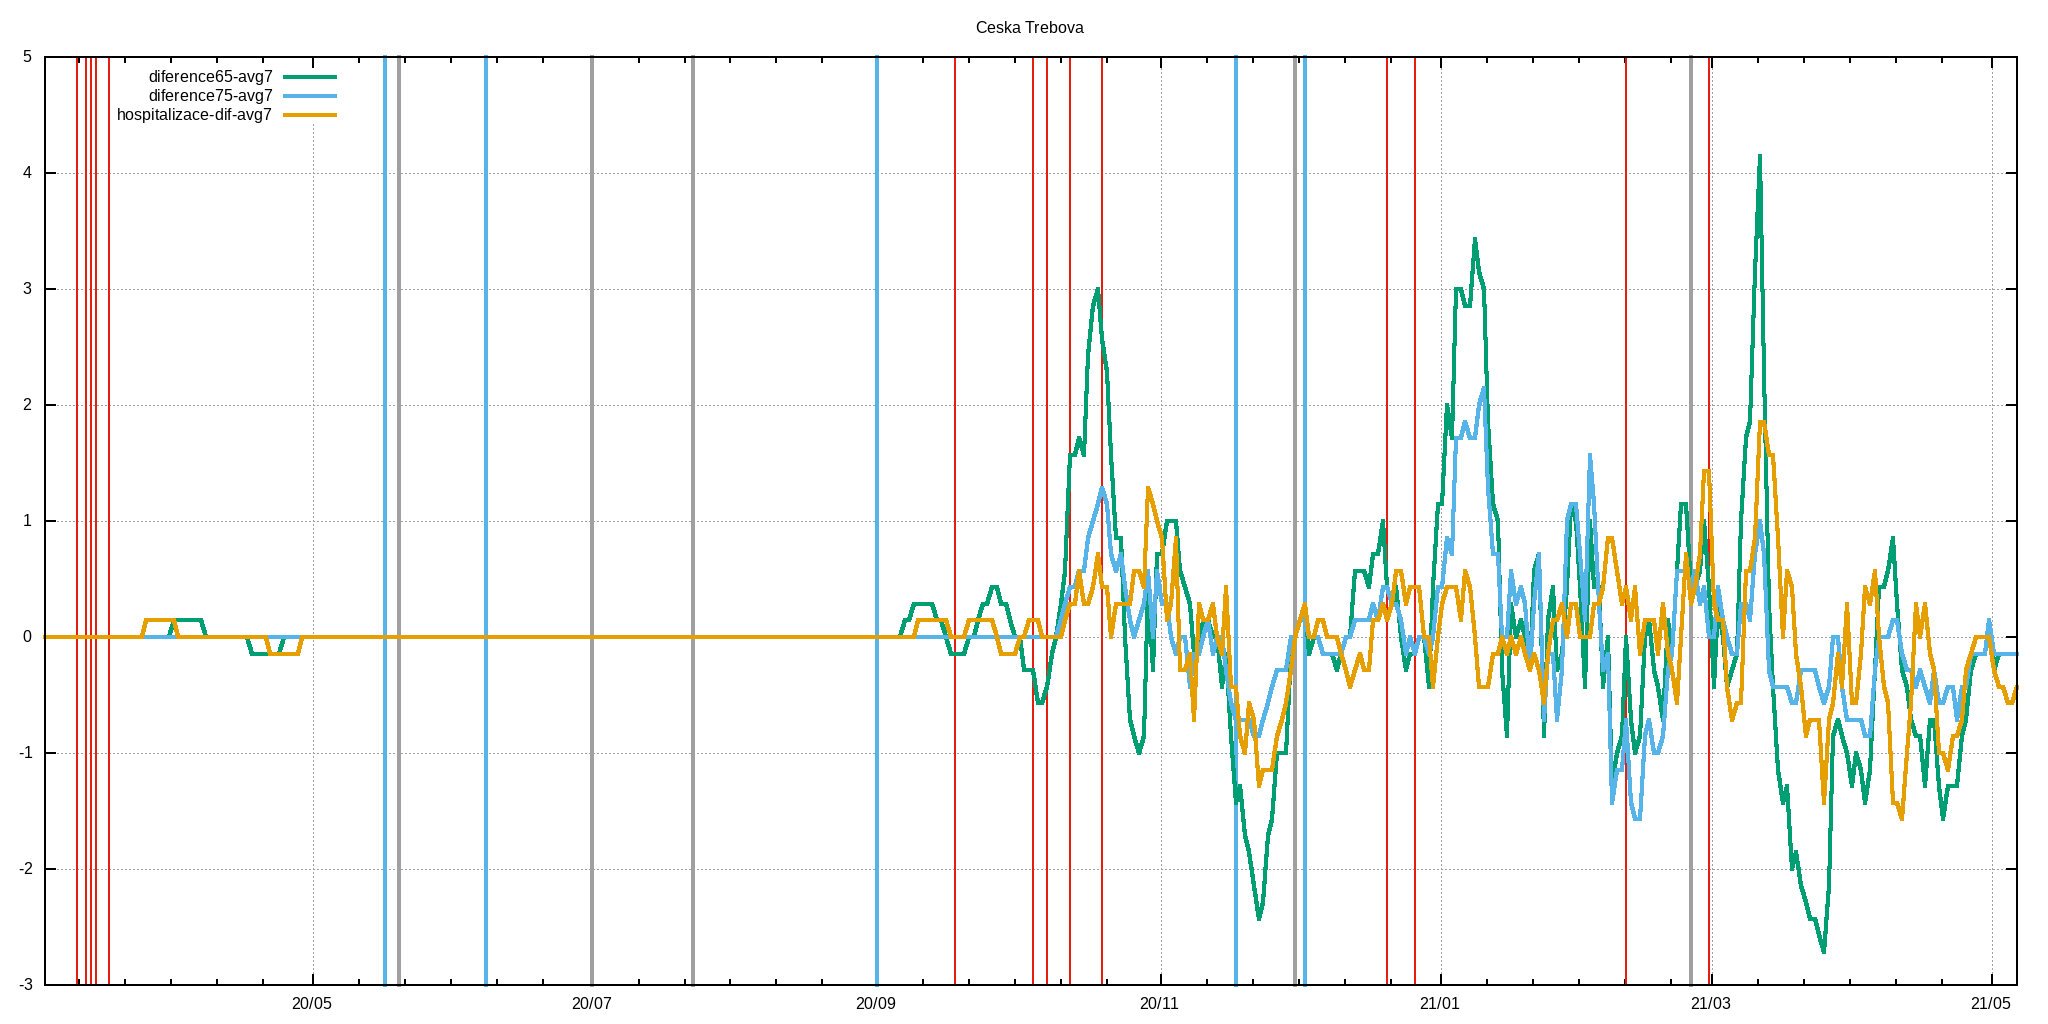 Ceska Trebova
5
diference65-avg7
diference75-avg7
hospitalizace-dif-avg7
4
3
2
1
0
-1
-2
-3
20/05 20/07 20/09 20/11 21/01 21/03 21/05